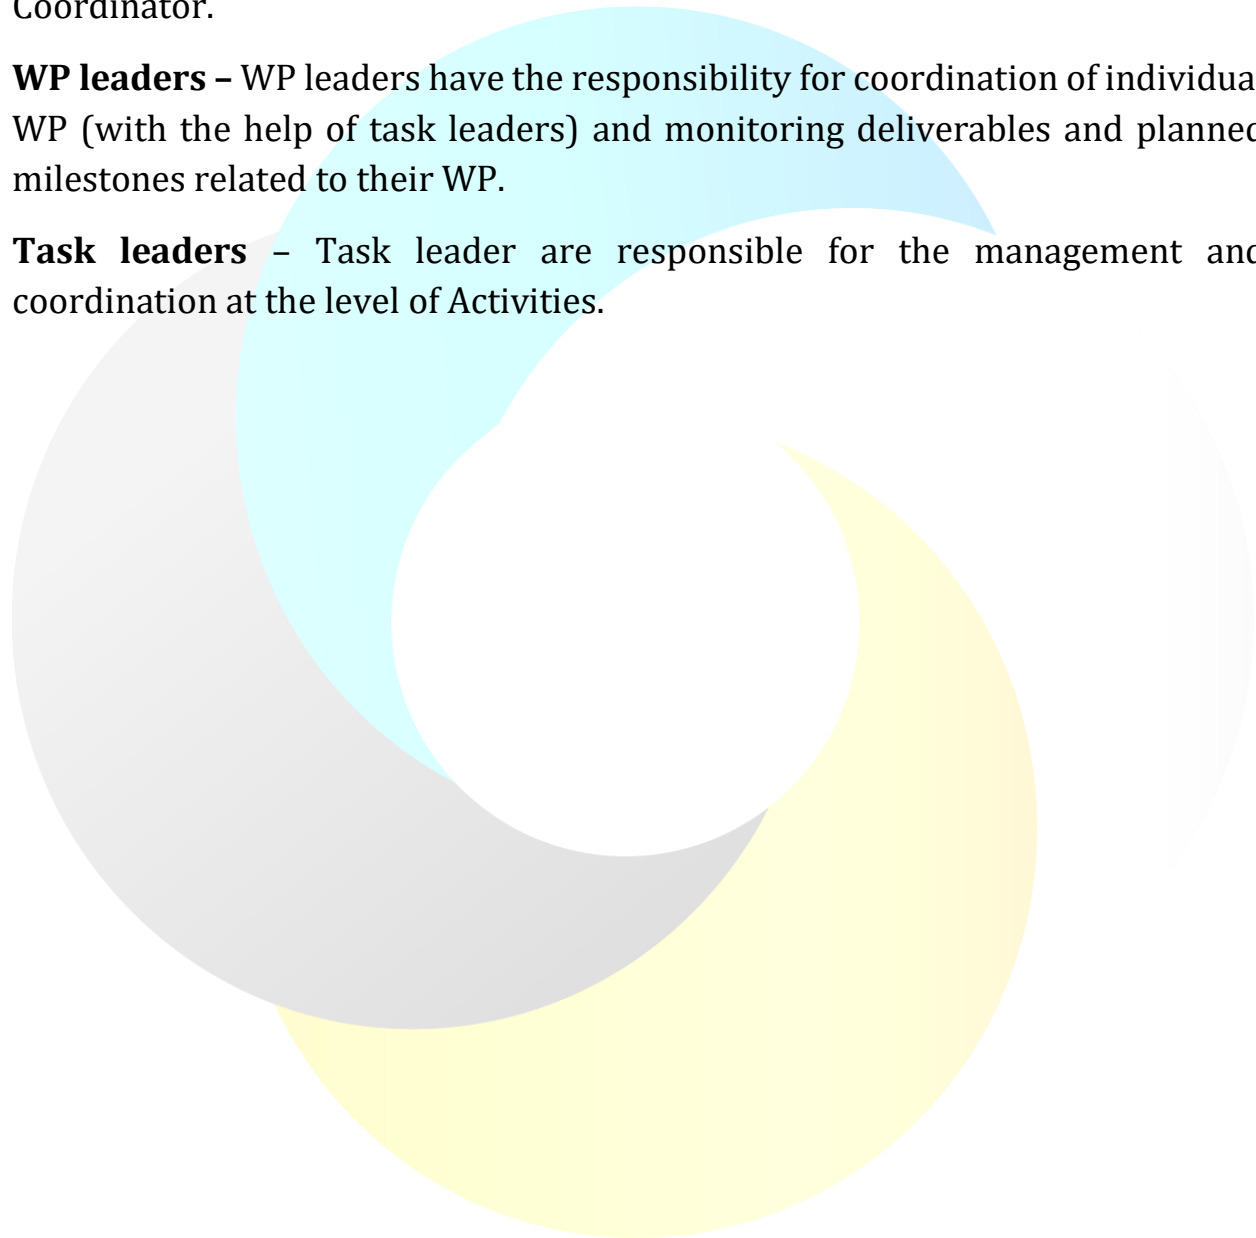 Coordinator.
WP leaders – WP leaders have the responsibility for coordination of individua
WP (with the help of task leaders) and monitoring deliverables and planned
milestones related to their WP.
Task leaders – Task leader are responsible for the management and
coordination at the level of Activities.